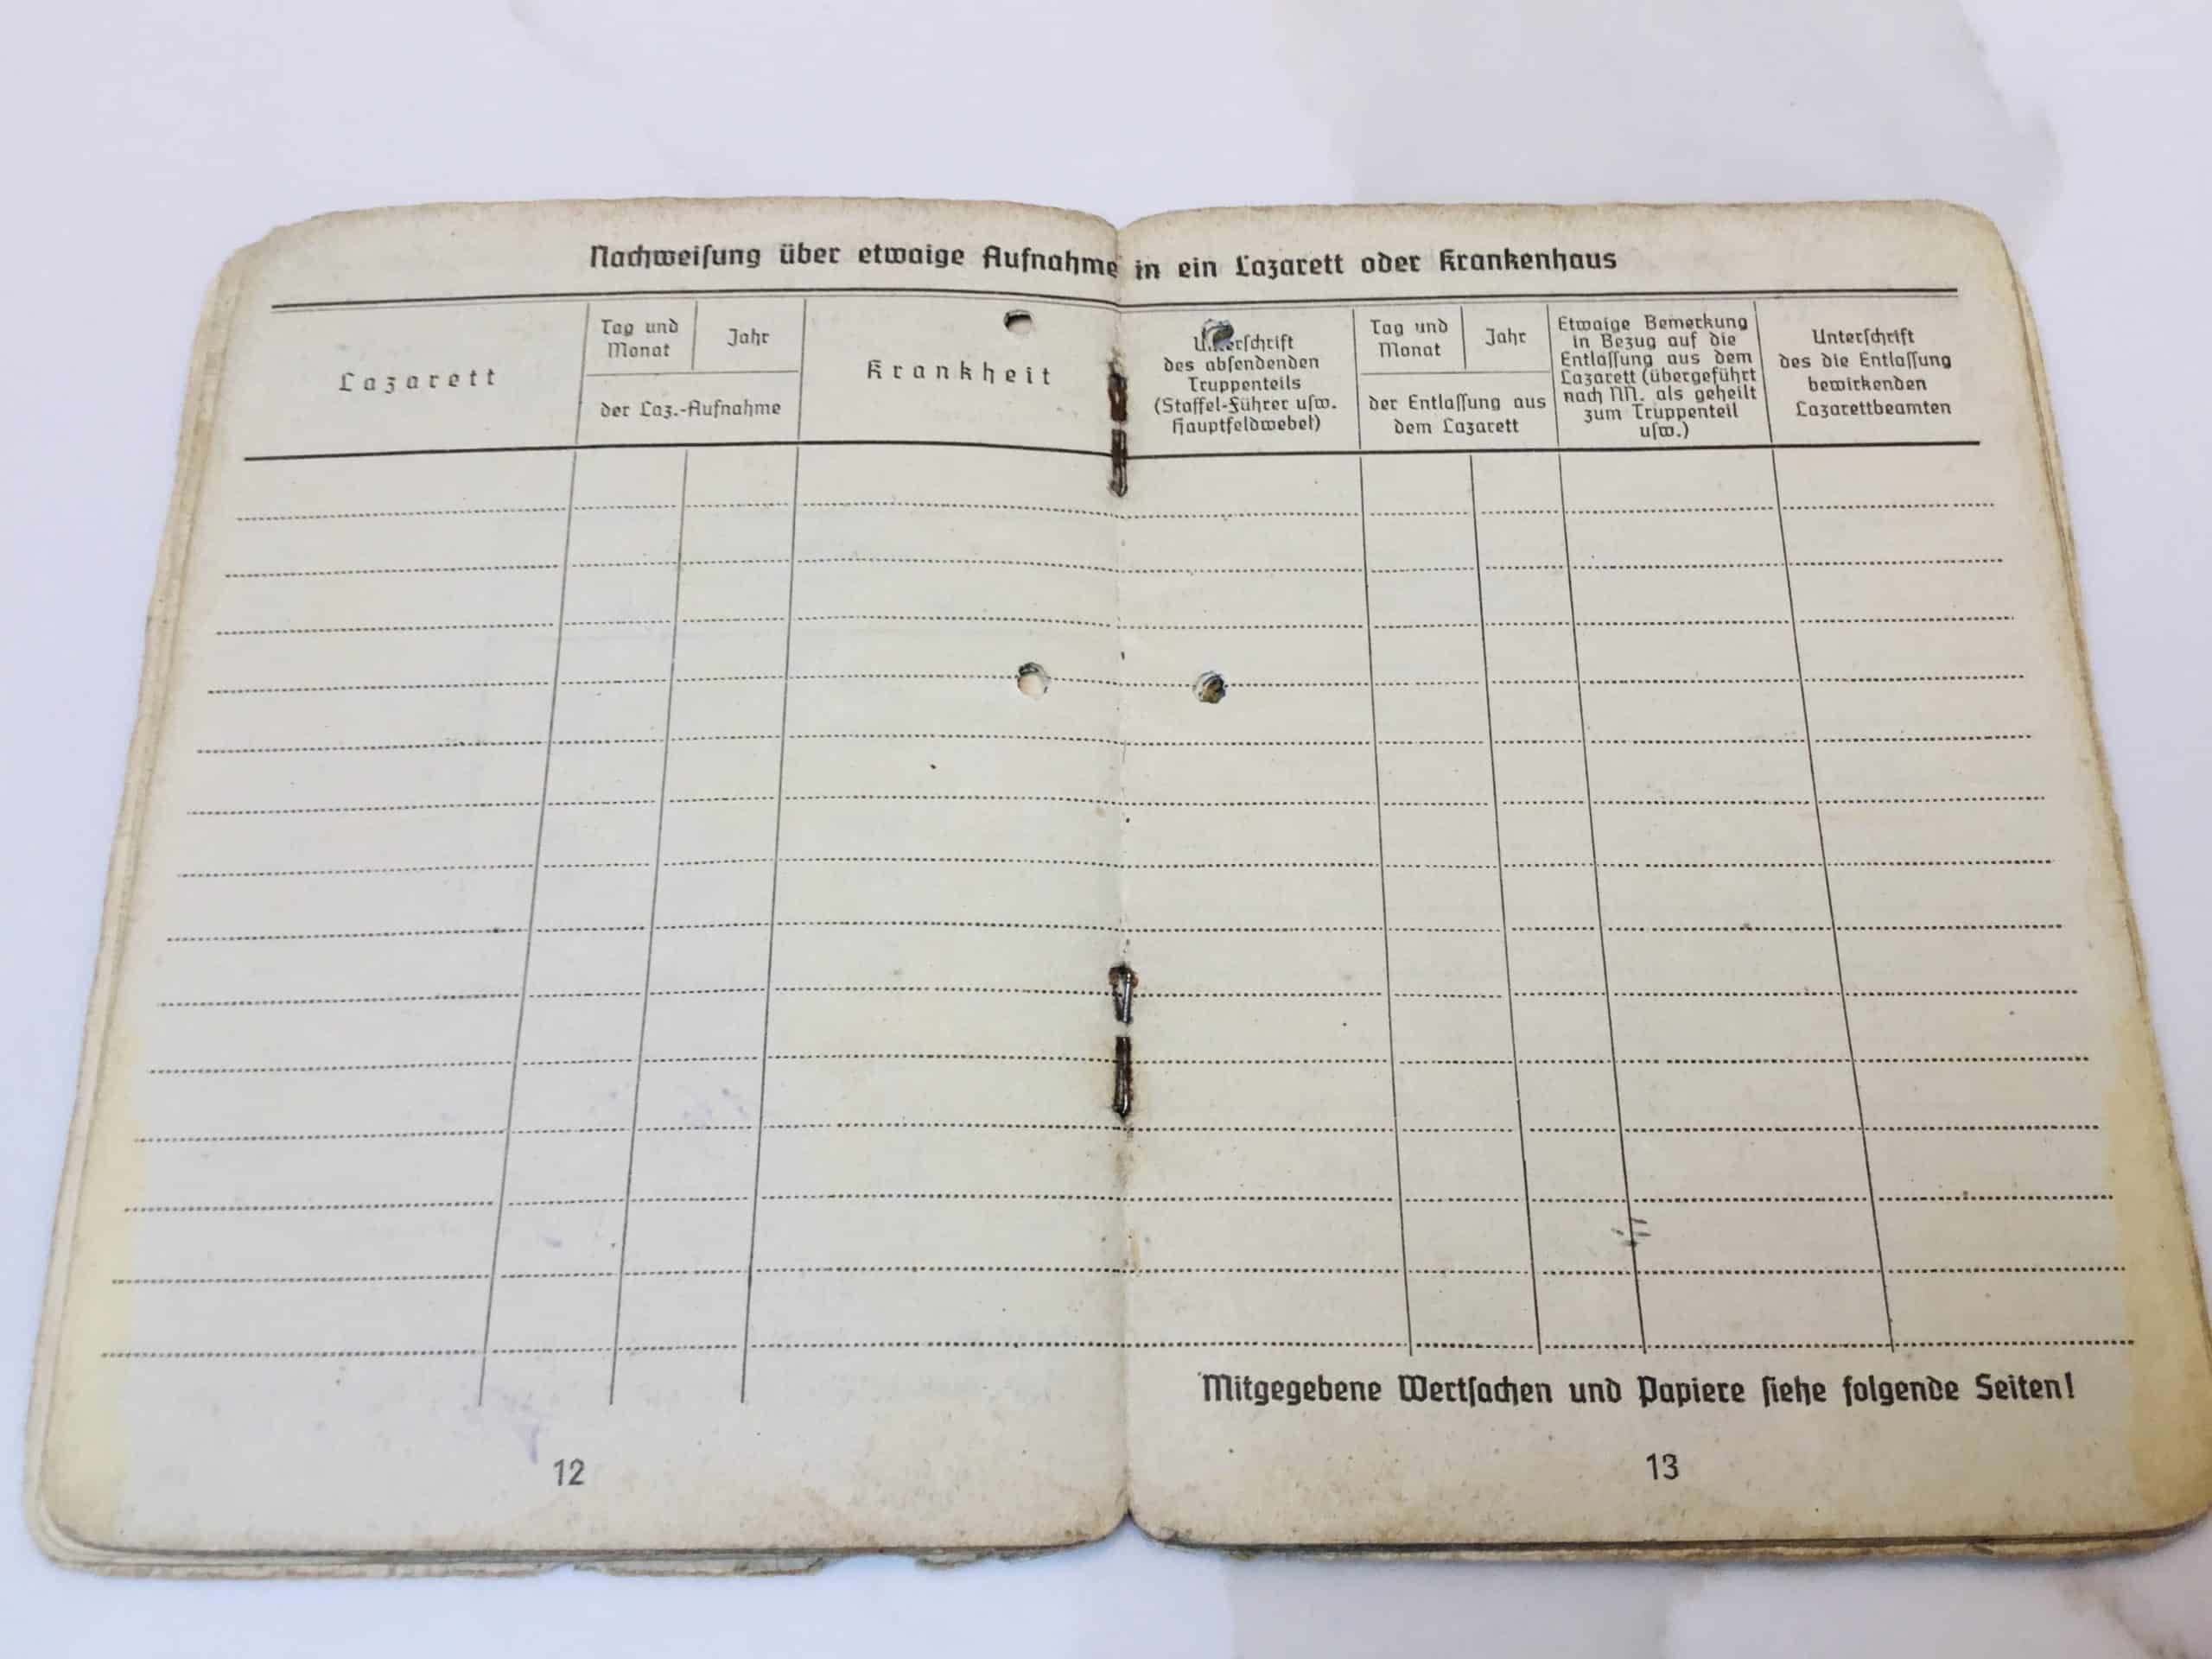 Nachweiſung über etwaige Aufnahme in ein Lazarett oder Krankenhaus
Lazarett
Tag und
Monat
Jahr
der Laz.-Aufnahme
Krankheit
Unterſchrift
des abſendenden
Truppenteils
(Staffel-Führer uſw.
Hauptfeldwebel)
Tag und
Monat
Jahr
der Entlaſſung aus
dem Lazarett
Etwaige Bemerkung
in Bezug auf die
Entlaſſung aus dem
Lazarett (übergeführt
nach NN. als geheilt
zum Truppenteil
uſw.)
Unterſchrift
des die Entlaſſung
bewirkenden
Lazarettbeamten
Mitgegebene Wertſachen und Papiere ſiehe folgende Seiten!
12
13